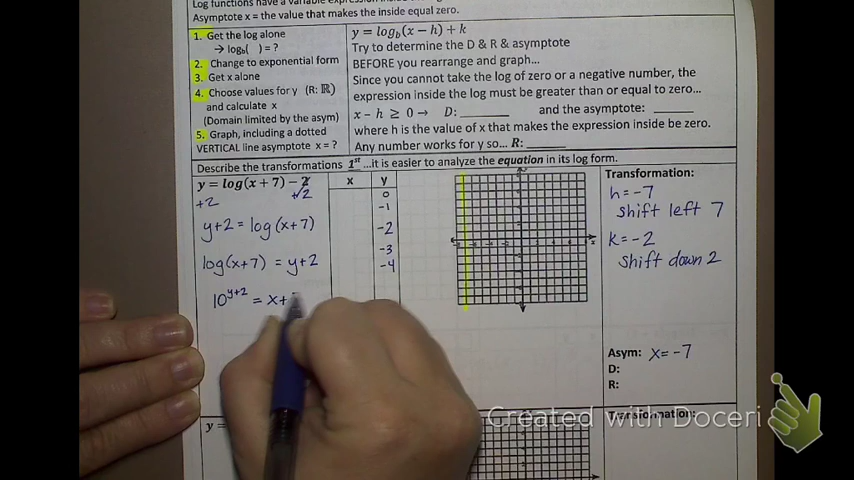 Asymptote x = the value that makes the inside equal zero.
1. Get the log alone
→ log_b( ) = ?
2. Change to exponential form
3. Get x alone
4. Choose values for y (R: ℝ)
and calculate x
(Domain limited by the asym)
5. Graph, including a dotted
VERTICAL line asymptote x = ?
y = log_b(x − h) + k
Try to determine the D & R & asymptote
BEFORE you rearrange and graph...
Since you cannot take the log of zero or a negative number, the
expression inside the log must be greater than or equal to zero...
x − h ≥ 0 → D: ________ and the asymptote: ______
where h is the value of x that makes the expression inside be zero.
Any number works for y so... R: ______
Describe the transformations 1st ...it is easier to analyze the equation in its log form.
y = log(x + 7) − 2
+2 +2
y+2 = log(x+7)
log(x+7) = y+2
10^(y+2) = x+
x y
0
-1
-2
-3
-4
Transformation:
h = -7
shift left 7
k = -2
shift down 2
Asym: x = -7
D:
R:
y =
Transformation:
Created with Doceri